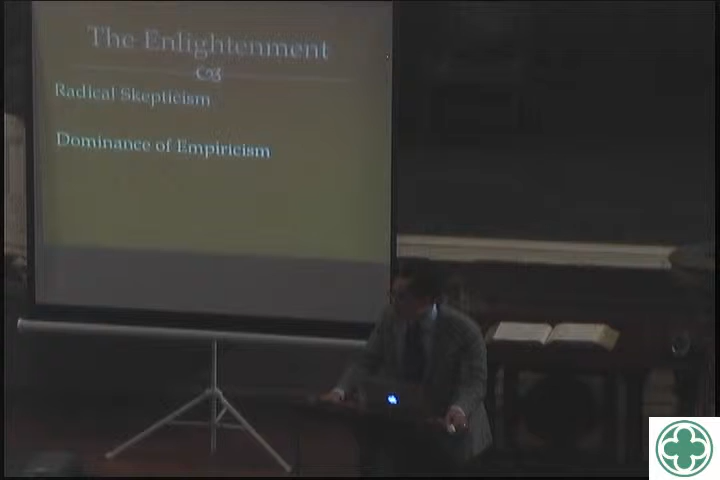 The Enlightenment
Radical Skepticism
Dominance of Empiricism